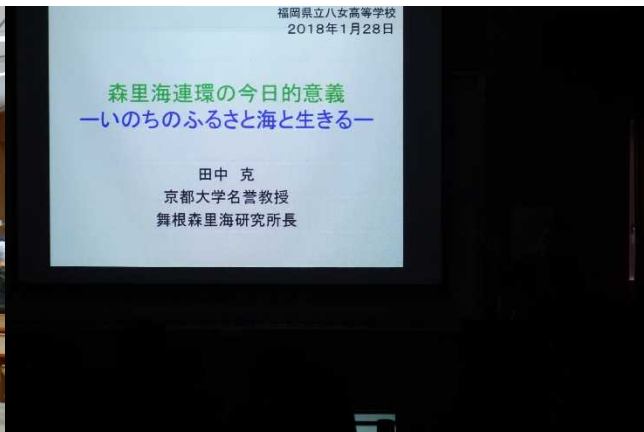 福岡県立八女高等学校
2018年1月28日
森里海連環の今日的意義
ーいのちのふるさと海と生きるー
田中 克
京都大学名誉教授
舞根森里海研究所長